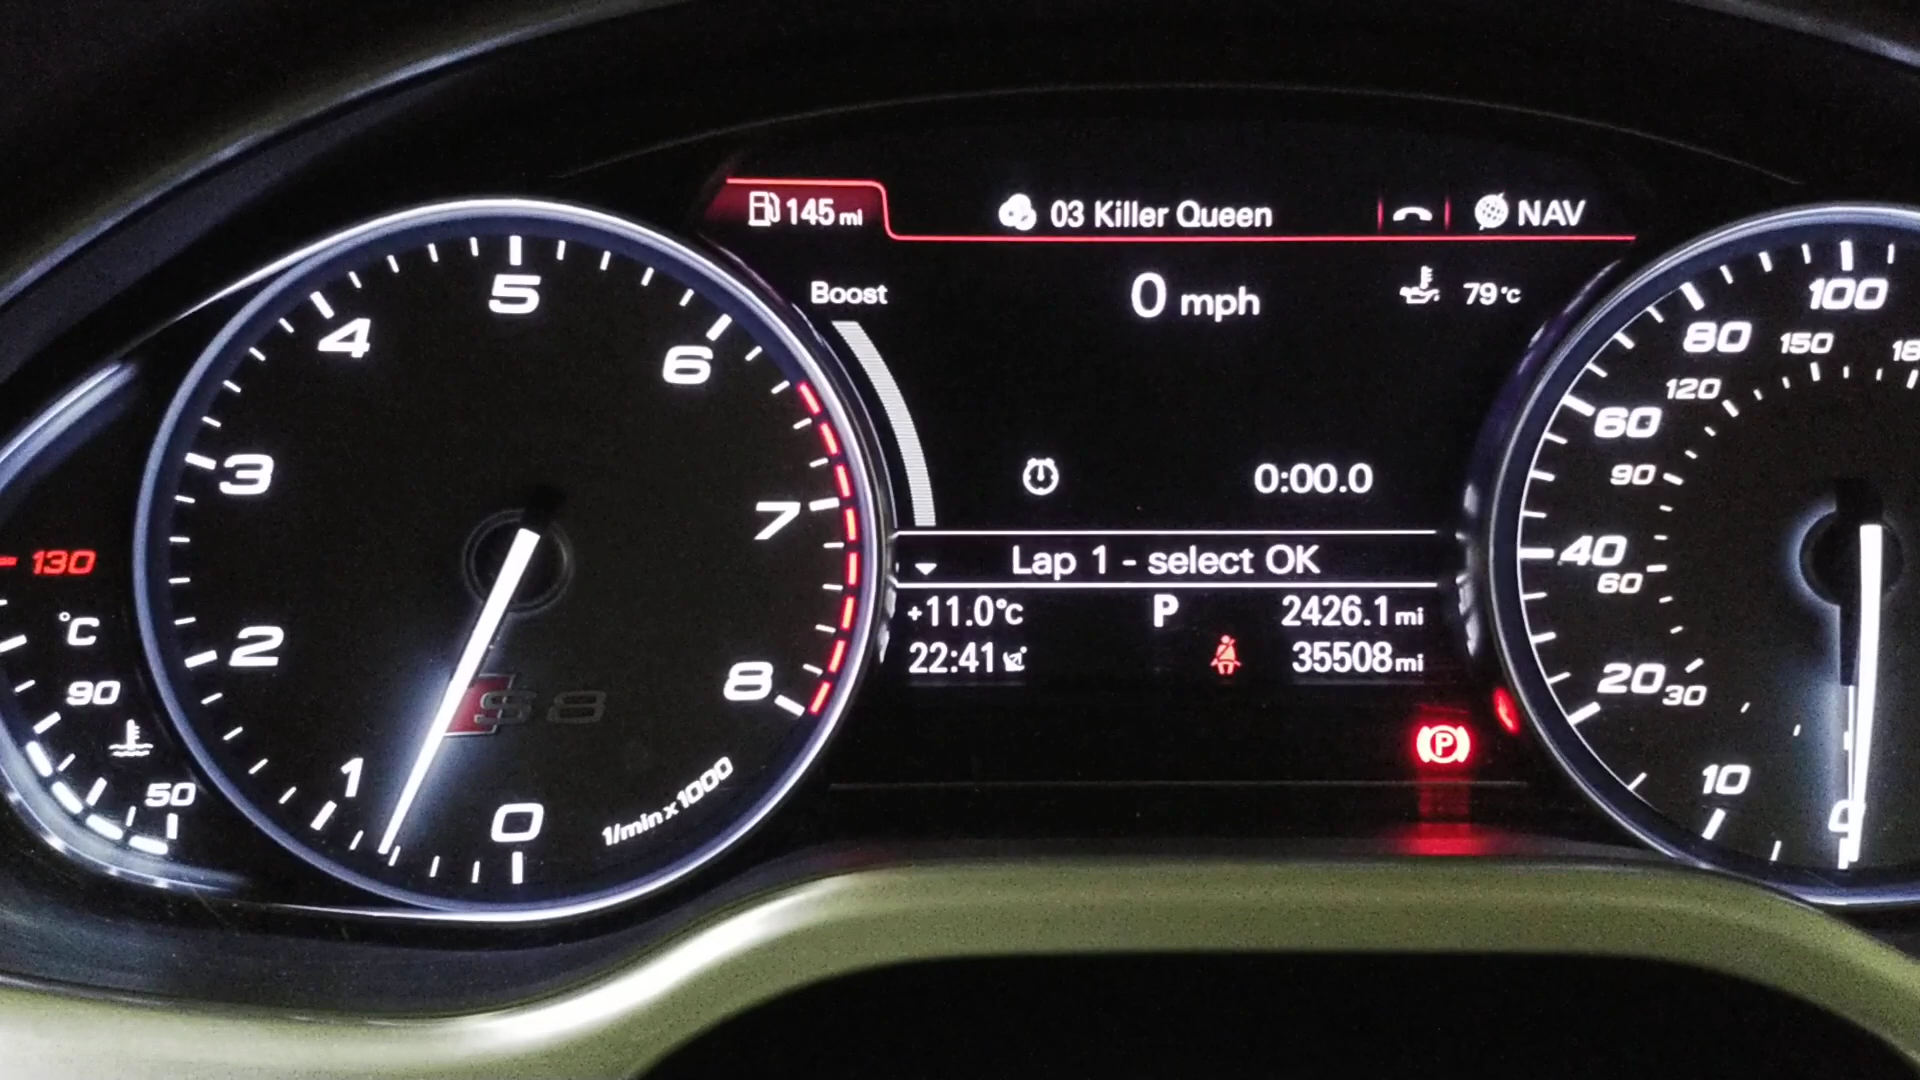 145 mi
03 Killer Queen
NAV
Boost
0 mph
79°C
0:00.0
Lap 1 - select OK
+11.0°C
P
2426.1 mi
22:41
35508 mi
P
0
1
2
3
4
5
6
7
8
S8
1/min x 1000
130
°C
90
50
0
10
20
40
60
80
100
30
60
90
120
150